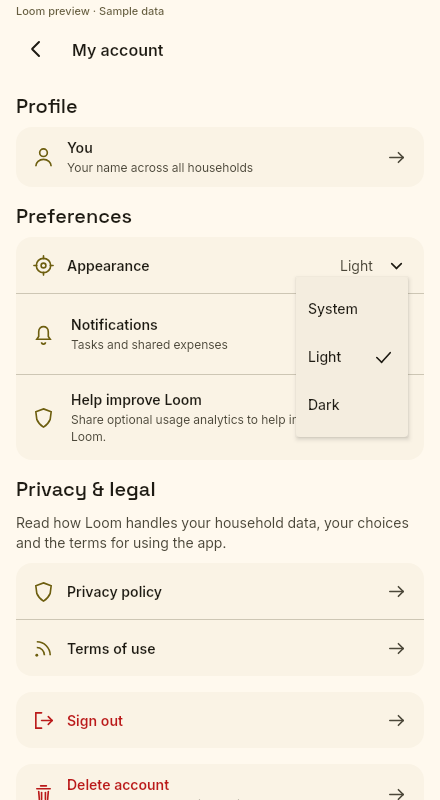 Loom preview · Sample data
My account
Profile
You
Your name across all households
Preferences
Appearance
Light
System
Notifications
Tasks and shared expenses
Light
Dark
Help improve Loom
Share optional usage analytics to help
Loom.
Privacy & legal
Read how Loom handles your household data, your choices
and the terms for using the app.
Privacy policy
Terms of use
Sign out
Delete account